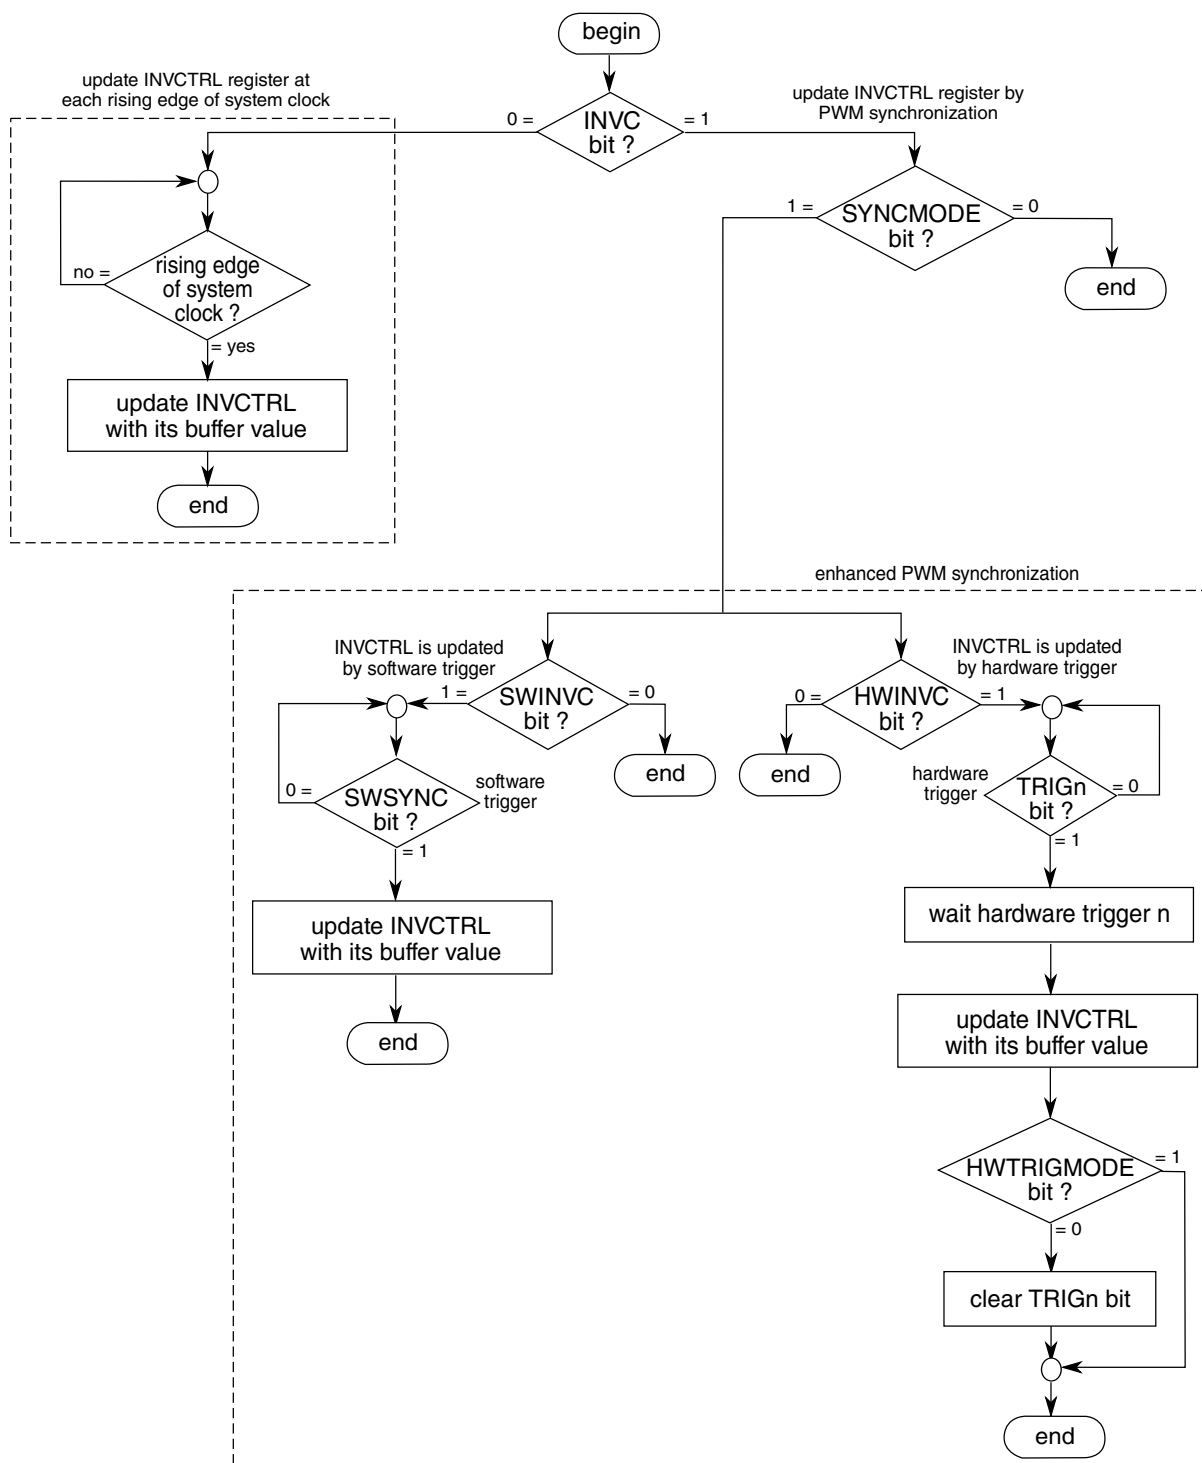 begin
update INVCTRL register at
each rising edge of system clock
update INVCTRL register by
PWM synchronization
0 =
INVC
bit ?
= 1
1 =
SYNCMODE
bit ?
= 0
end
no =
rising edge
of system
clock ?
= yes
update INVCTRL
with its buffer value
end
enhanced PWM synchronization
INVCTRL is updated
by software trigger
INVCTRL is updated
by hardware trigger
1 =
SWINVC
bit ?
= 0
0 =
HWINVC
bit ?
= 1
end
end
0 =
SWSYNC
bit ?
software
trigger
= 1
hardware
trigger
TRIGn
bit ?
= 0
= 1
update INVCTRL
with its buffer value
end
wait hardware trigger n
update INVCTRL
with its buffer value
HWTRIGMODE
bit ?
= 1
= 0
clear TRIGn bit
end